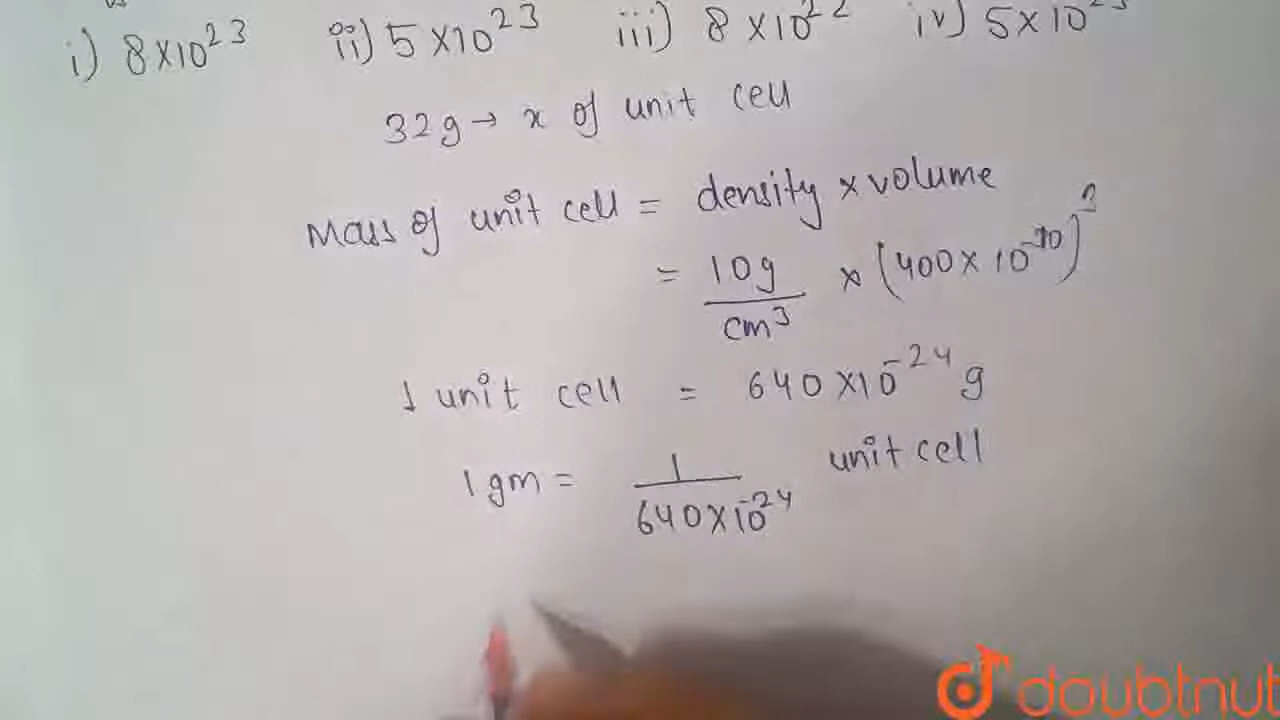 i) 8×10²³ ii) 5×10²³ iii) 8×10²² iv) 5×10²³
32g → x of unit cell
Mass of unit cell = density × volume
= 10g/cm³ × (400×10⁻¹⁰)³
1 unit cell = 640×10⁻²⁴ g
1 gm = 1/640×10⁻²⁴ unit cell
doubtnut